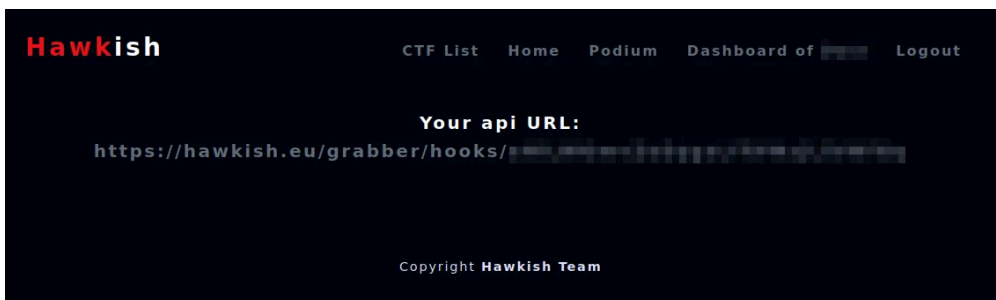 Hawkish
CTF List Home Podium Dashboard of Logout
Your api URL:
https://hawkish.eu/grabber/hooks/
Copyright Hawkish Team